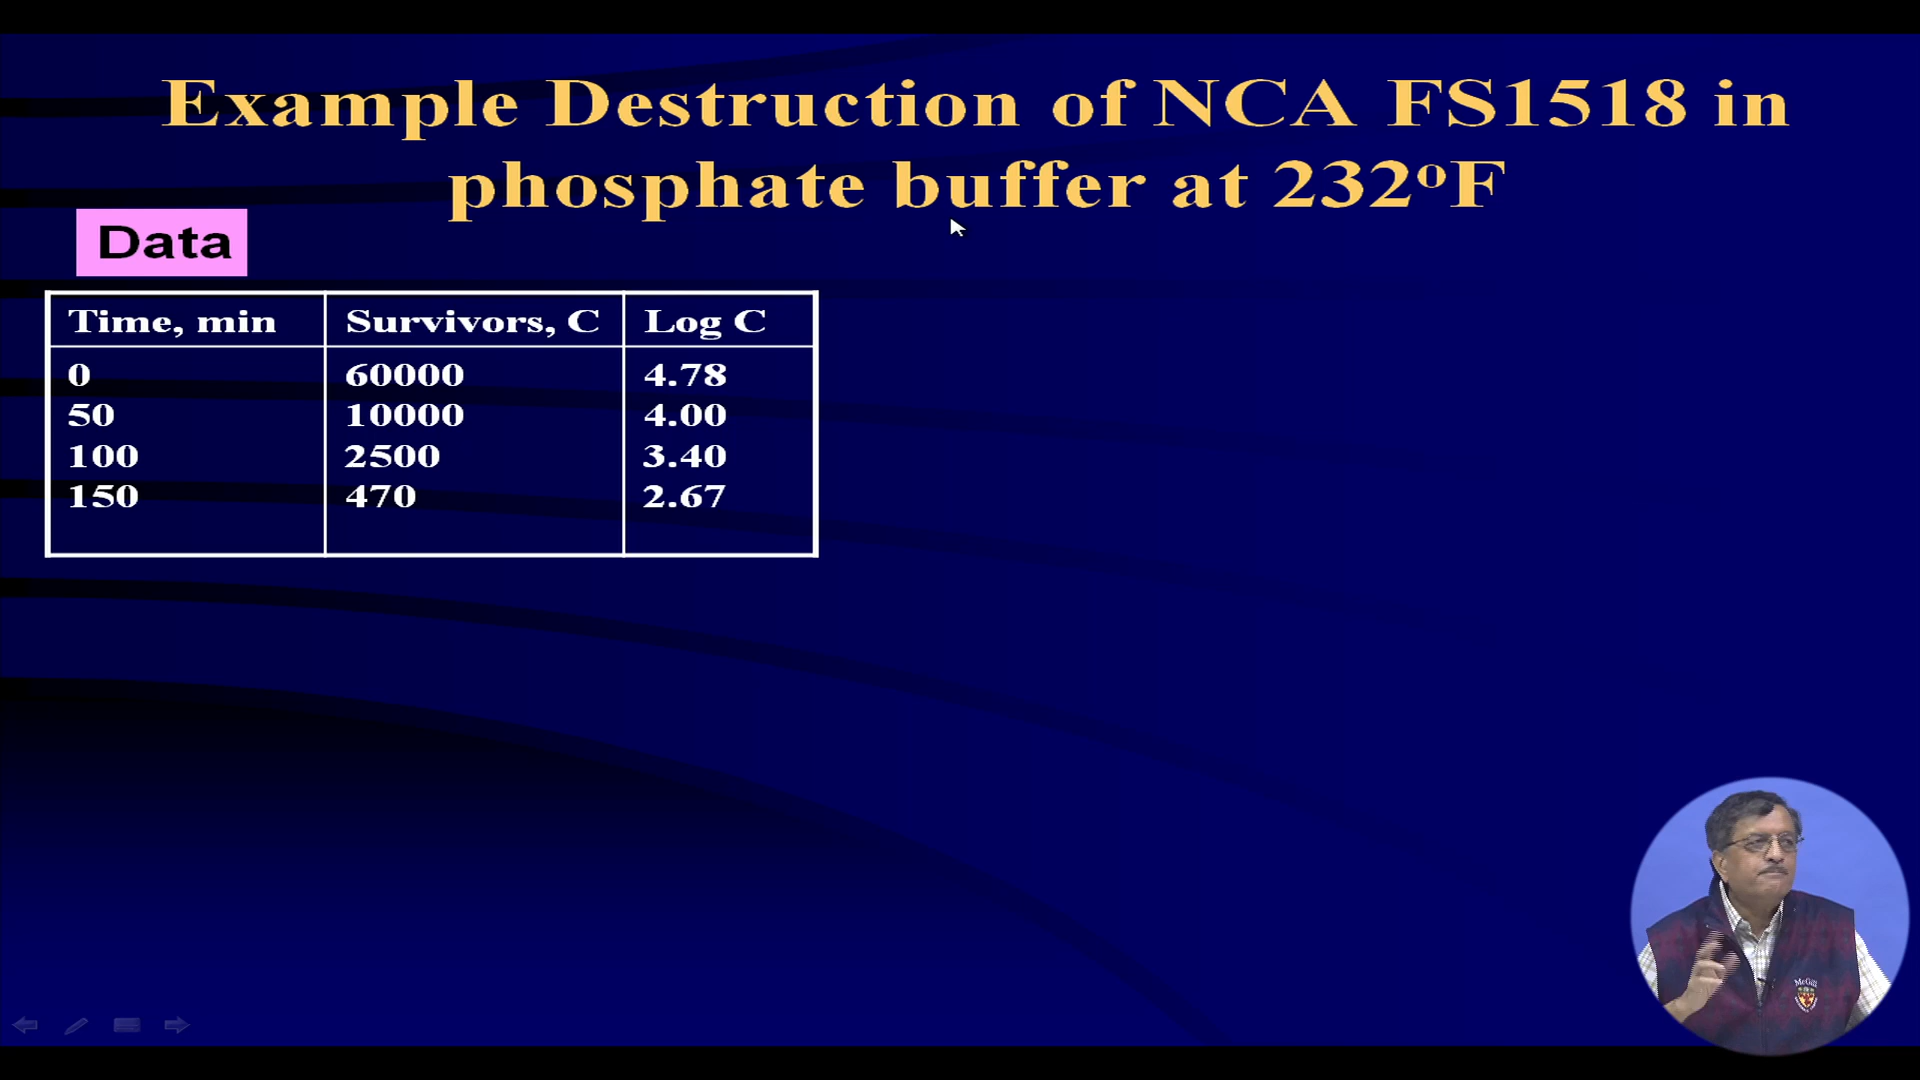 Example Destruction of NCA FS1518 in
phosphate buffer at 232ºF
Data
Time, min Survivors, C Log C
0 60000 4.78
50 10000 4.00
100 2500 3.40
150 470 2.67
McGill